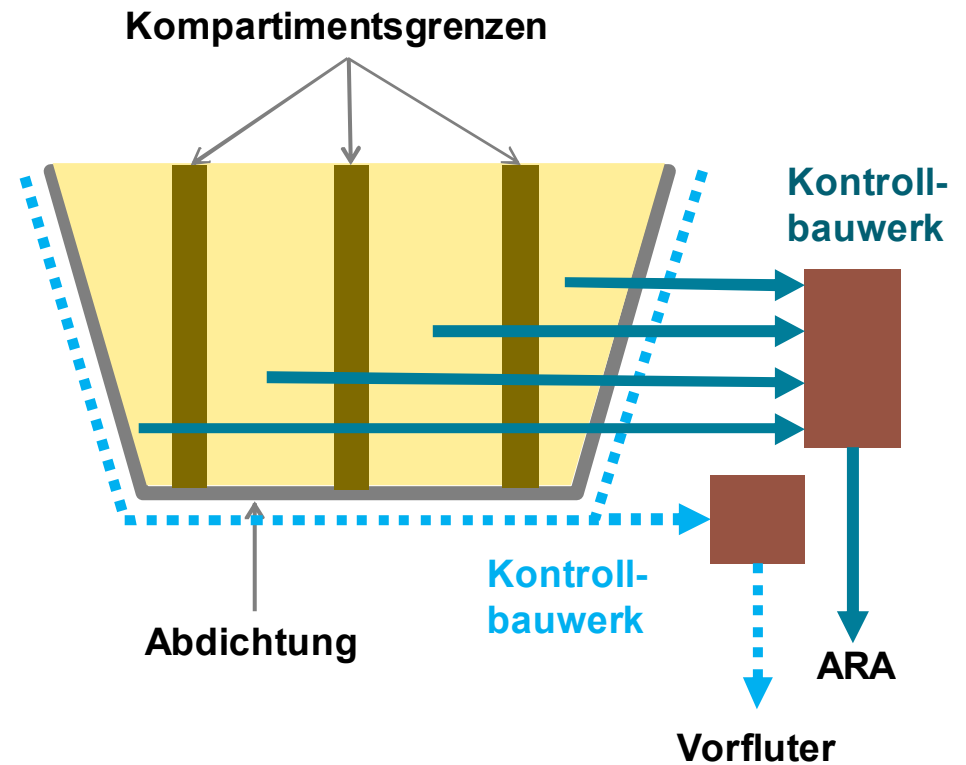 Kompartimentsgrenzen
Kontroll-
bauwerk
Kontroll-
bauwerk
Abdichtung
ARA
Vorfluter